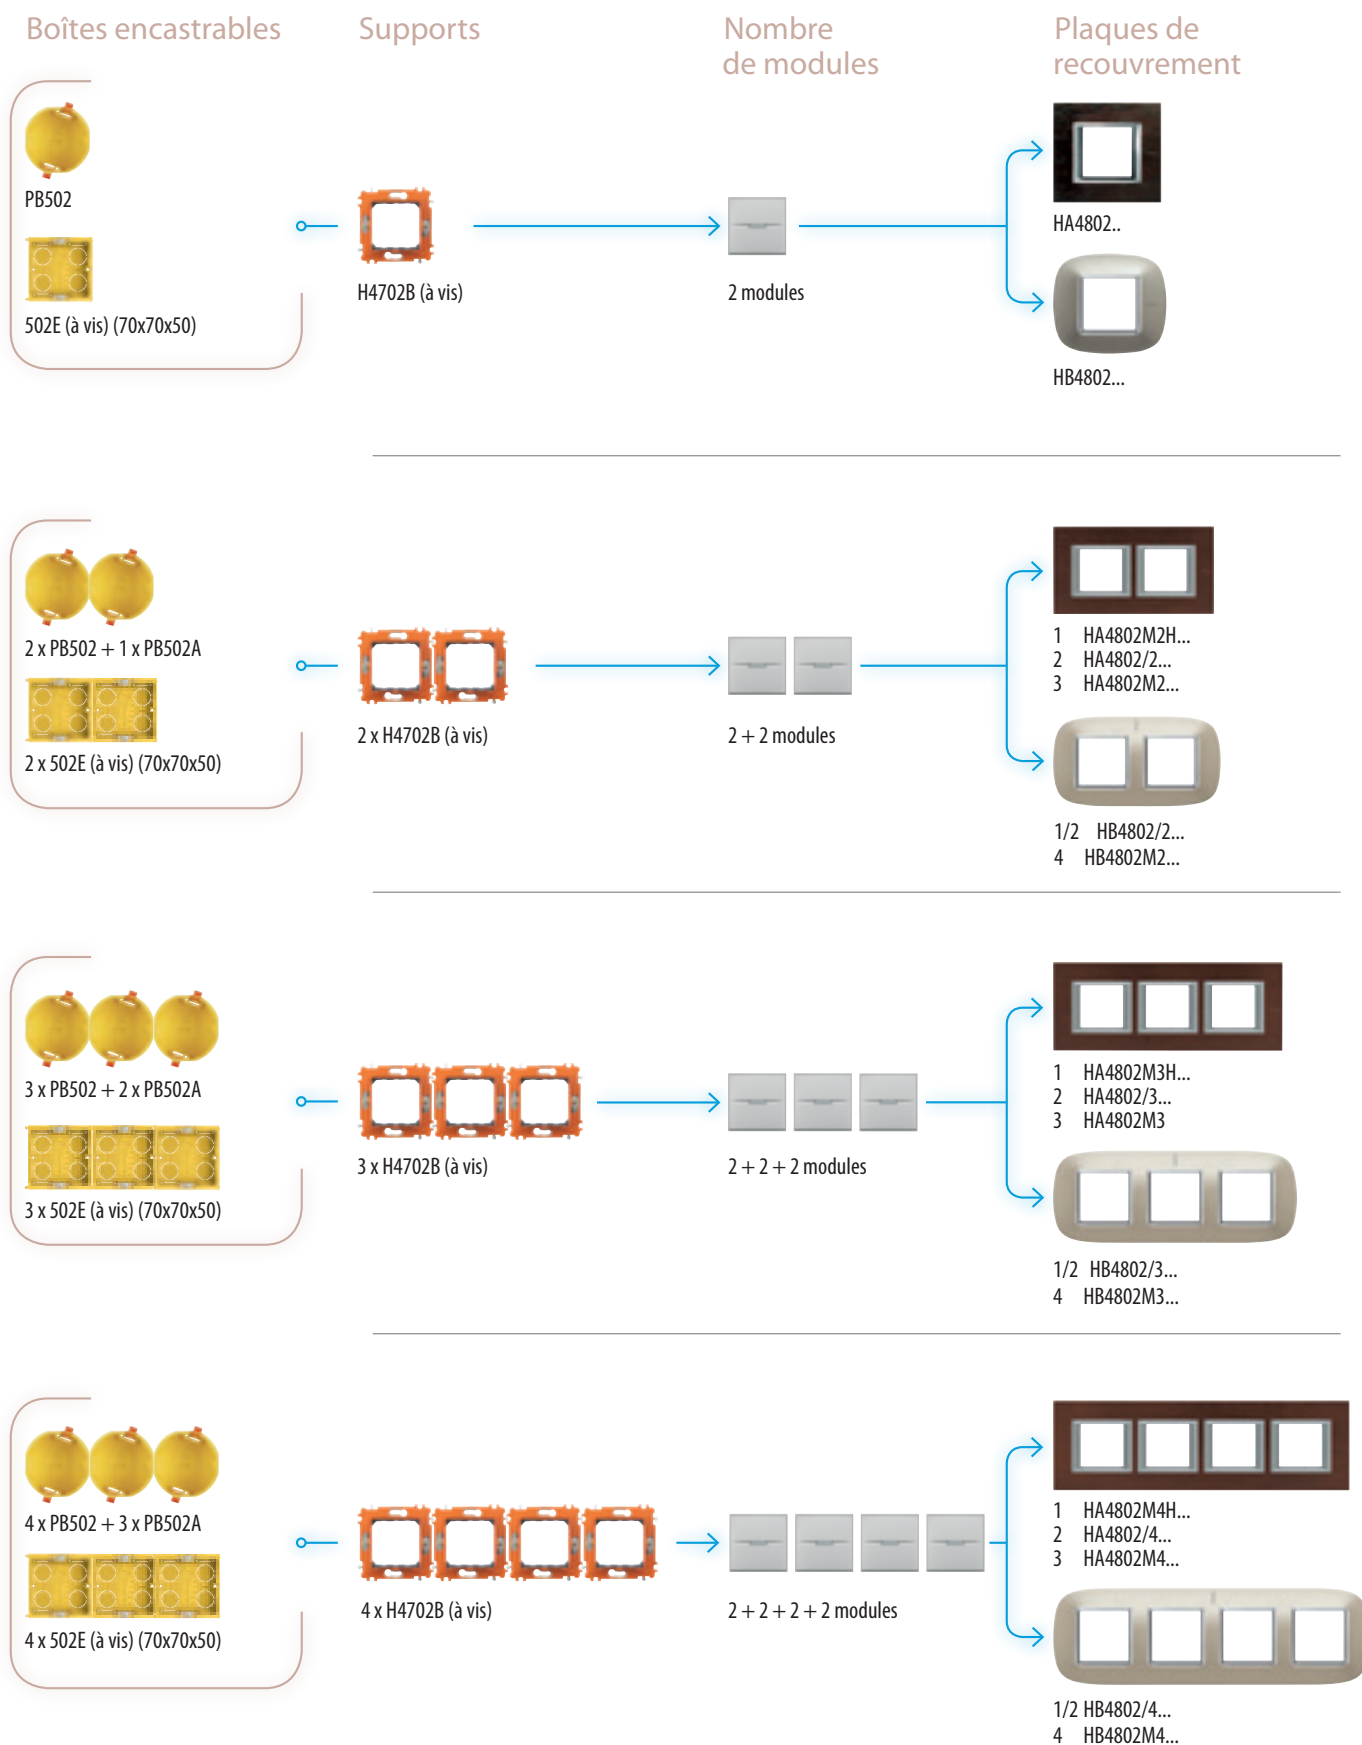 Boîtes encastrables
Supports
Nombre
de modules
Plaques de
recouvrement
PB502
502E (à vis) (70x70x50)
H4702B (à vis)
2 modules
HA4802..
HB4802...
2 x PB502 + 1 x PB502A
2 x 502E (à vis) (70x70x50)
2 x H4702B (à vis)
2 + 2 modules
1 HA4802M2H...
2 HA4802/2...
3 HA4802M2...
1/2 HB4802/2...
4 HB4802M2...
3 x PB502 + 2 x PB502A
3 x 502E (à vis) (70x70x50)
3 x H4702B (à vis)
2 + 2 + 2 modules
1 HA4802M3H...
2 HA4802/3...
3 HA4802M3
1/2 HB4802/3...
4 HB4802M3...
4 x PB502 + 3 x PB502A
4 x 502E (à vis) (70x70x50)
4 x H4702B (à vis)
2 + 2 + 2 + 2 modules
1 HA4802M4H...
2 HA4802/4...
3 HA4802M4...
1/2 HB4802/4...
4 HB4802M4...